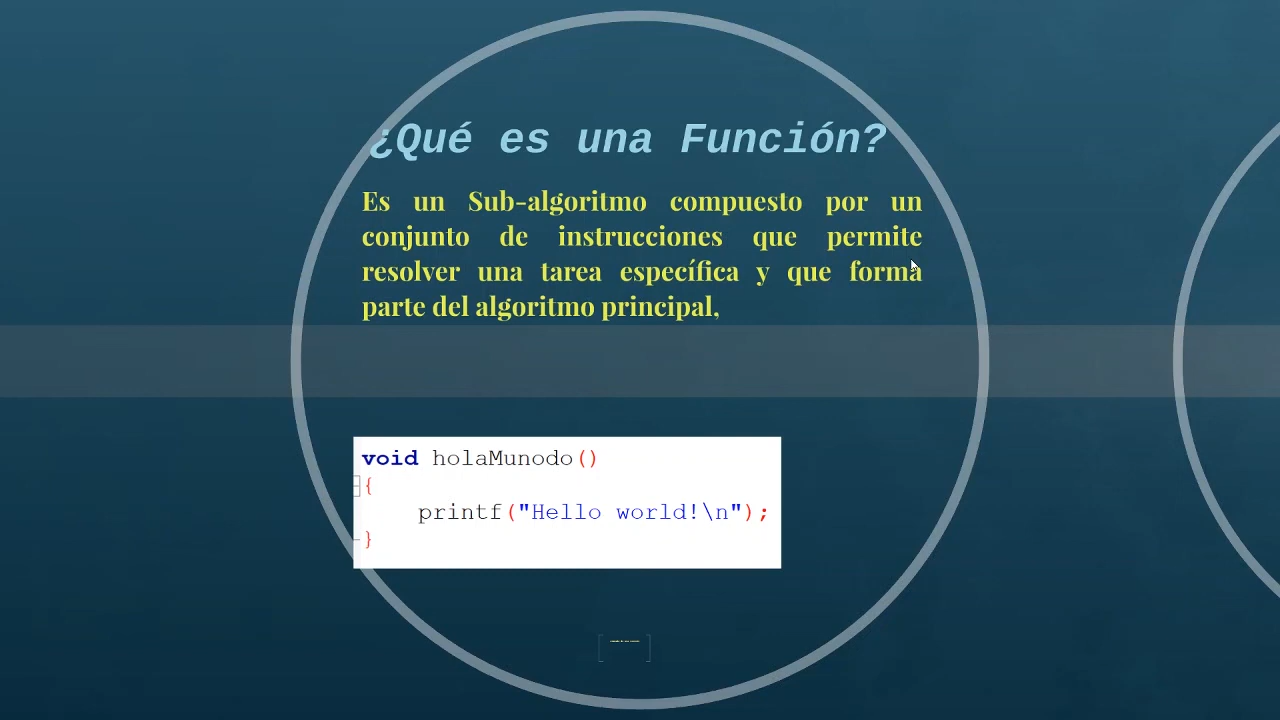 ¿Qué es una Función?
Es un Sub-algoritmo compuesto por un
conjunto de instrucciones que permite
resolver una tarea específica y que forma
parte del algoritmo principal,
void holaMunodo()
{
printf("Hello world!\n");
}